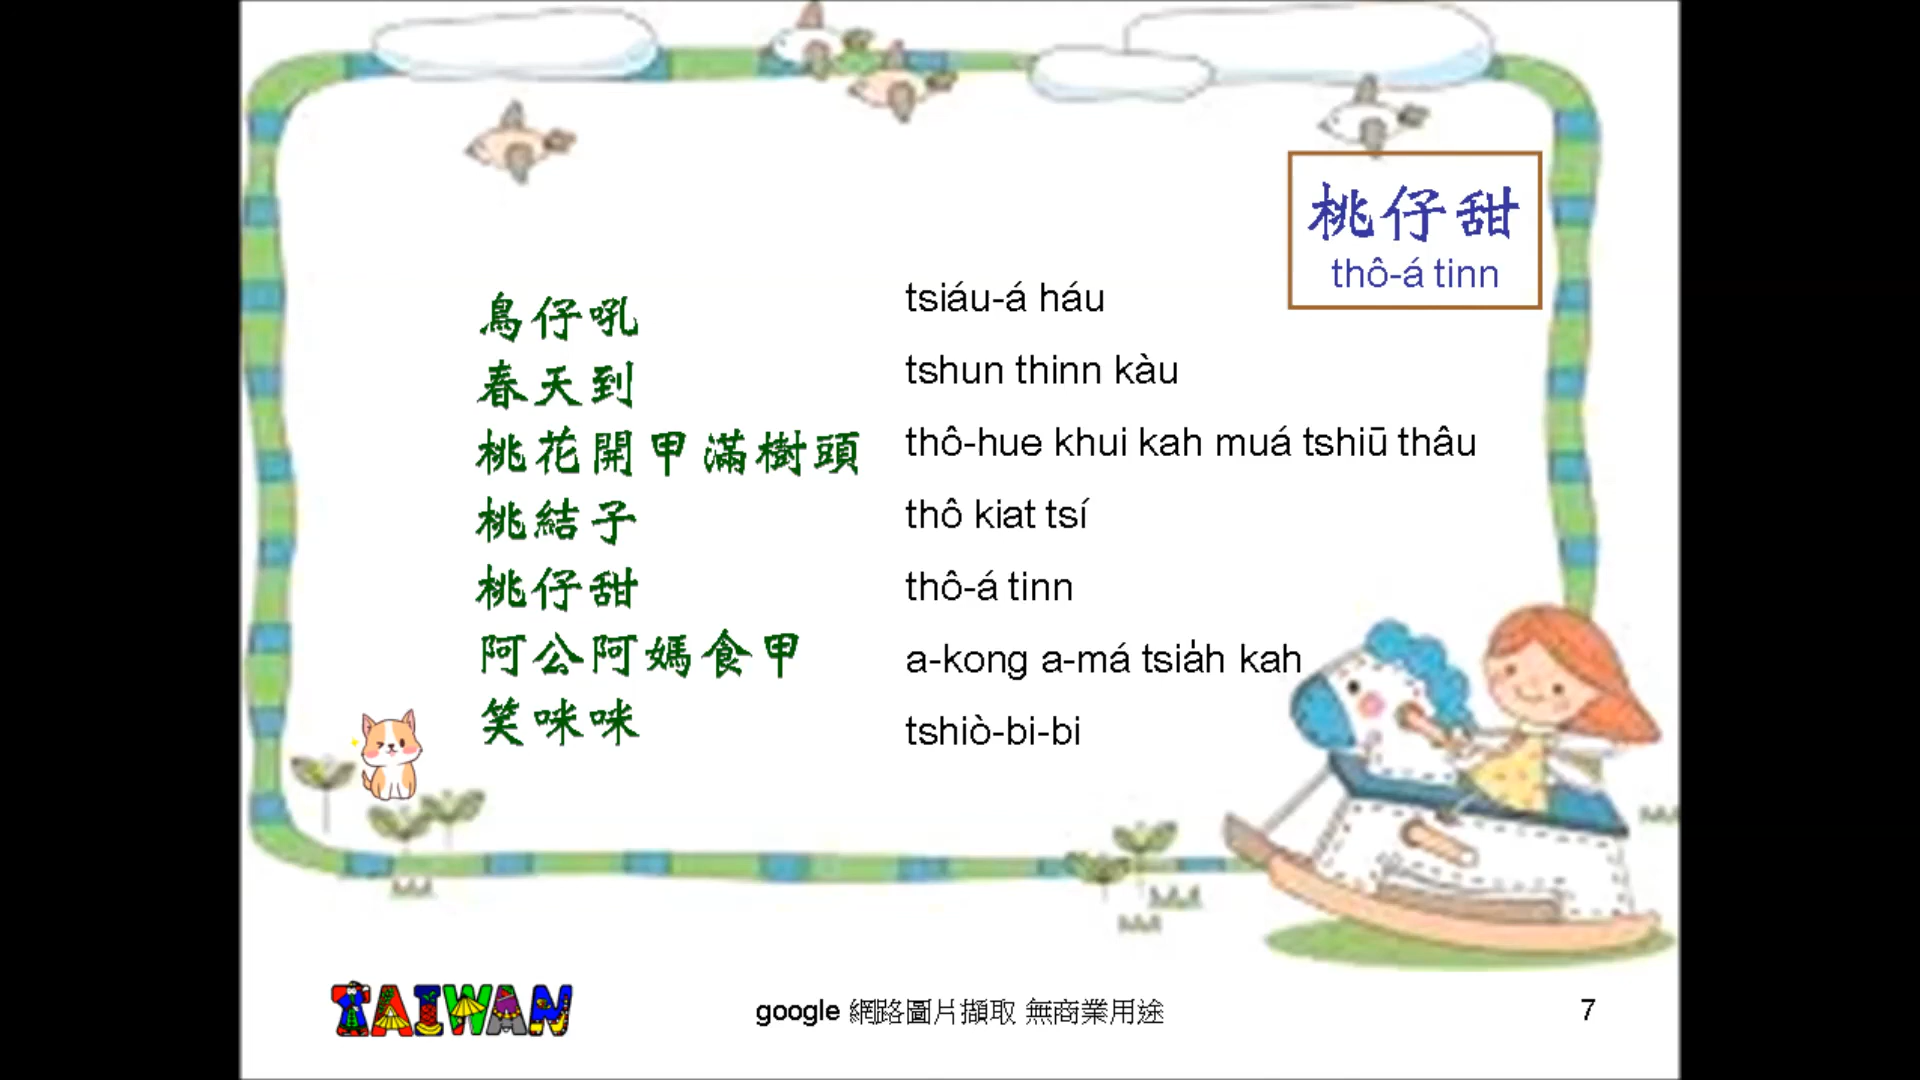 桃仔甜
thô-á tinn
鳥仔吼
tsiáu-á háu
春天到
tshun thinn kàu
桃花開甲滿樹頭
thô-hue khui kah muá tshiū thâu
桃結子
thô kiat tsí
桃仔甜
thô-á tinn
阿公阿媽食甲
a-kong a-má tsia̍h kah
笑咪咪
tshiò-bi-bi
TAIWAN
google 網路圖片擷取 無商業用途
7